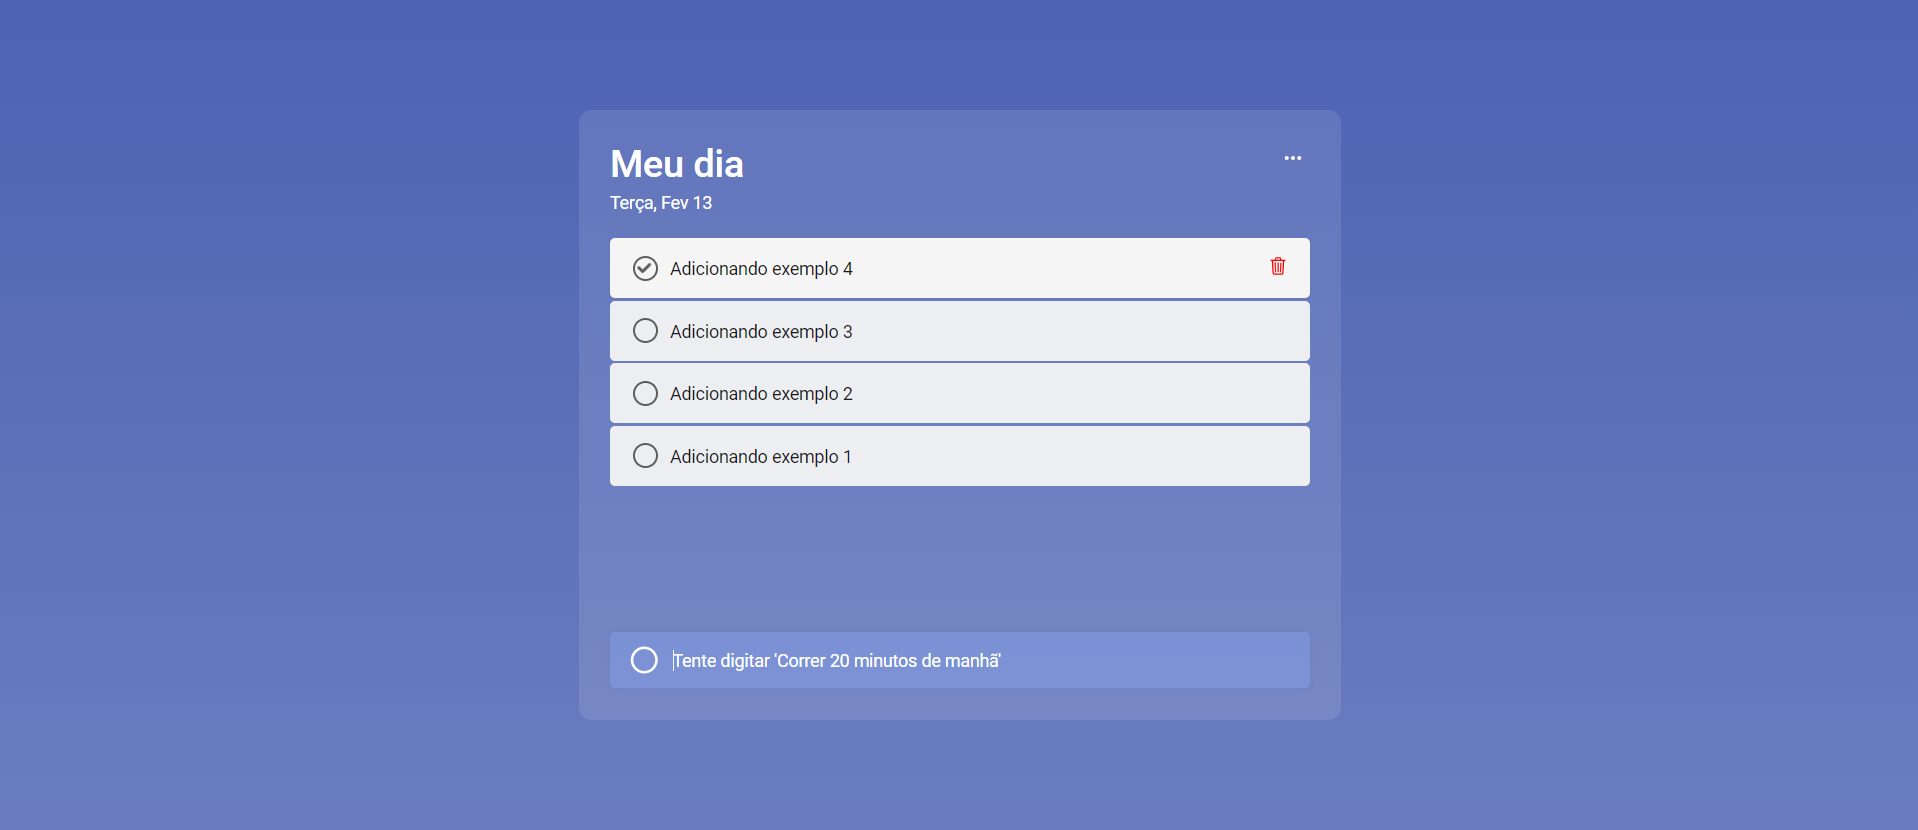 Meu dia
Terça, Fev 13
Adicionando exemplo 4
Adicionando exemplo 3
Adicionando exemplo 2
Adicionando exemplo 1
Tente digitar 'Correr 20 minutos de manhã'